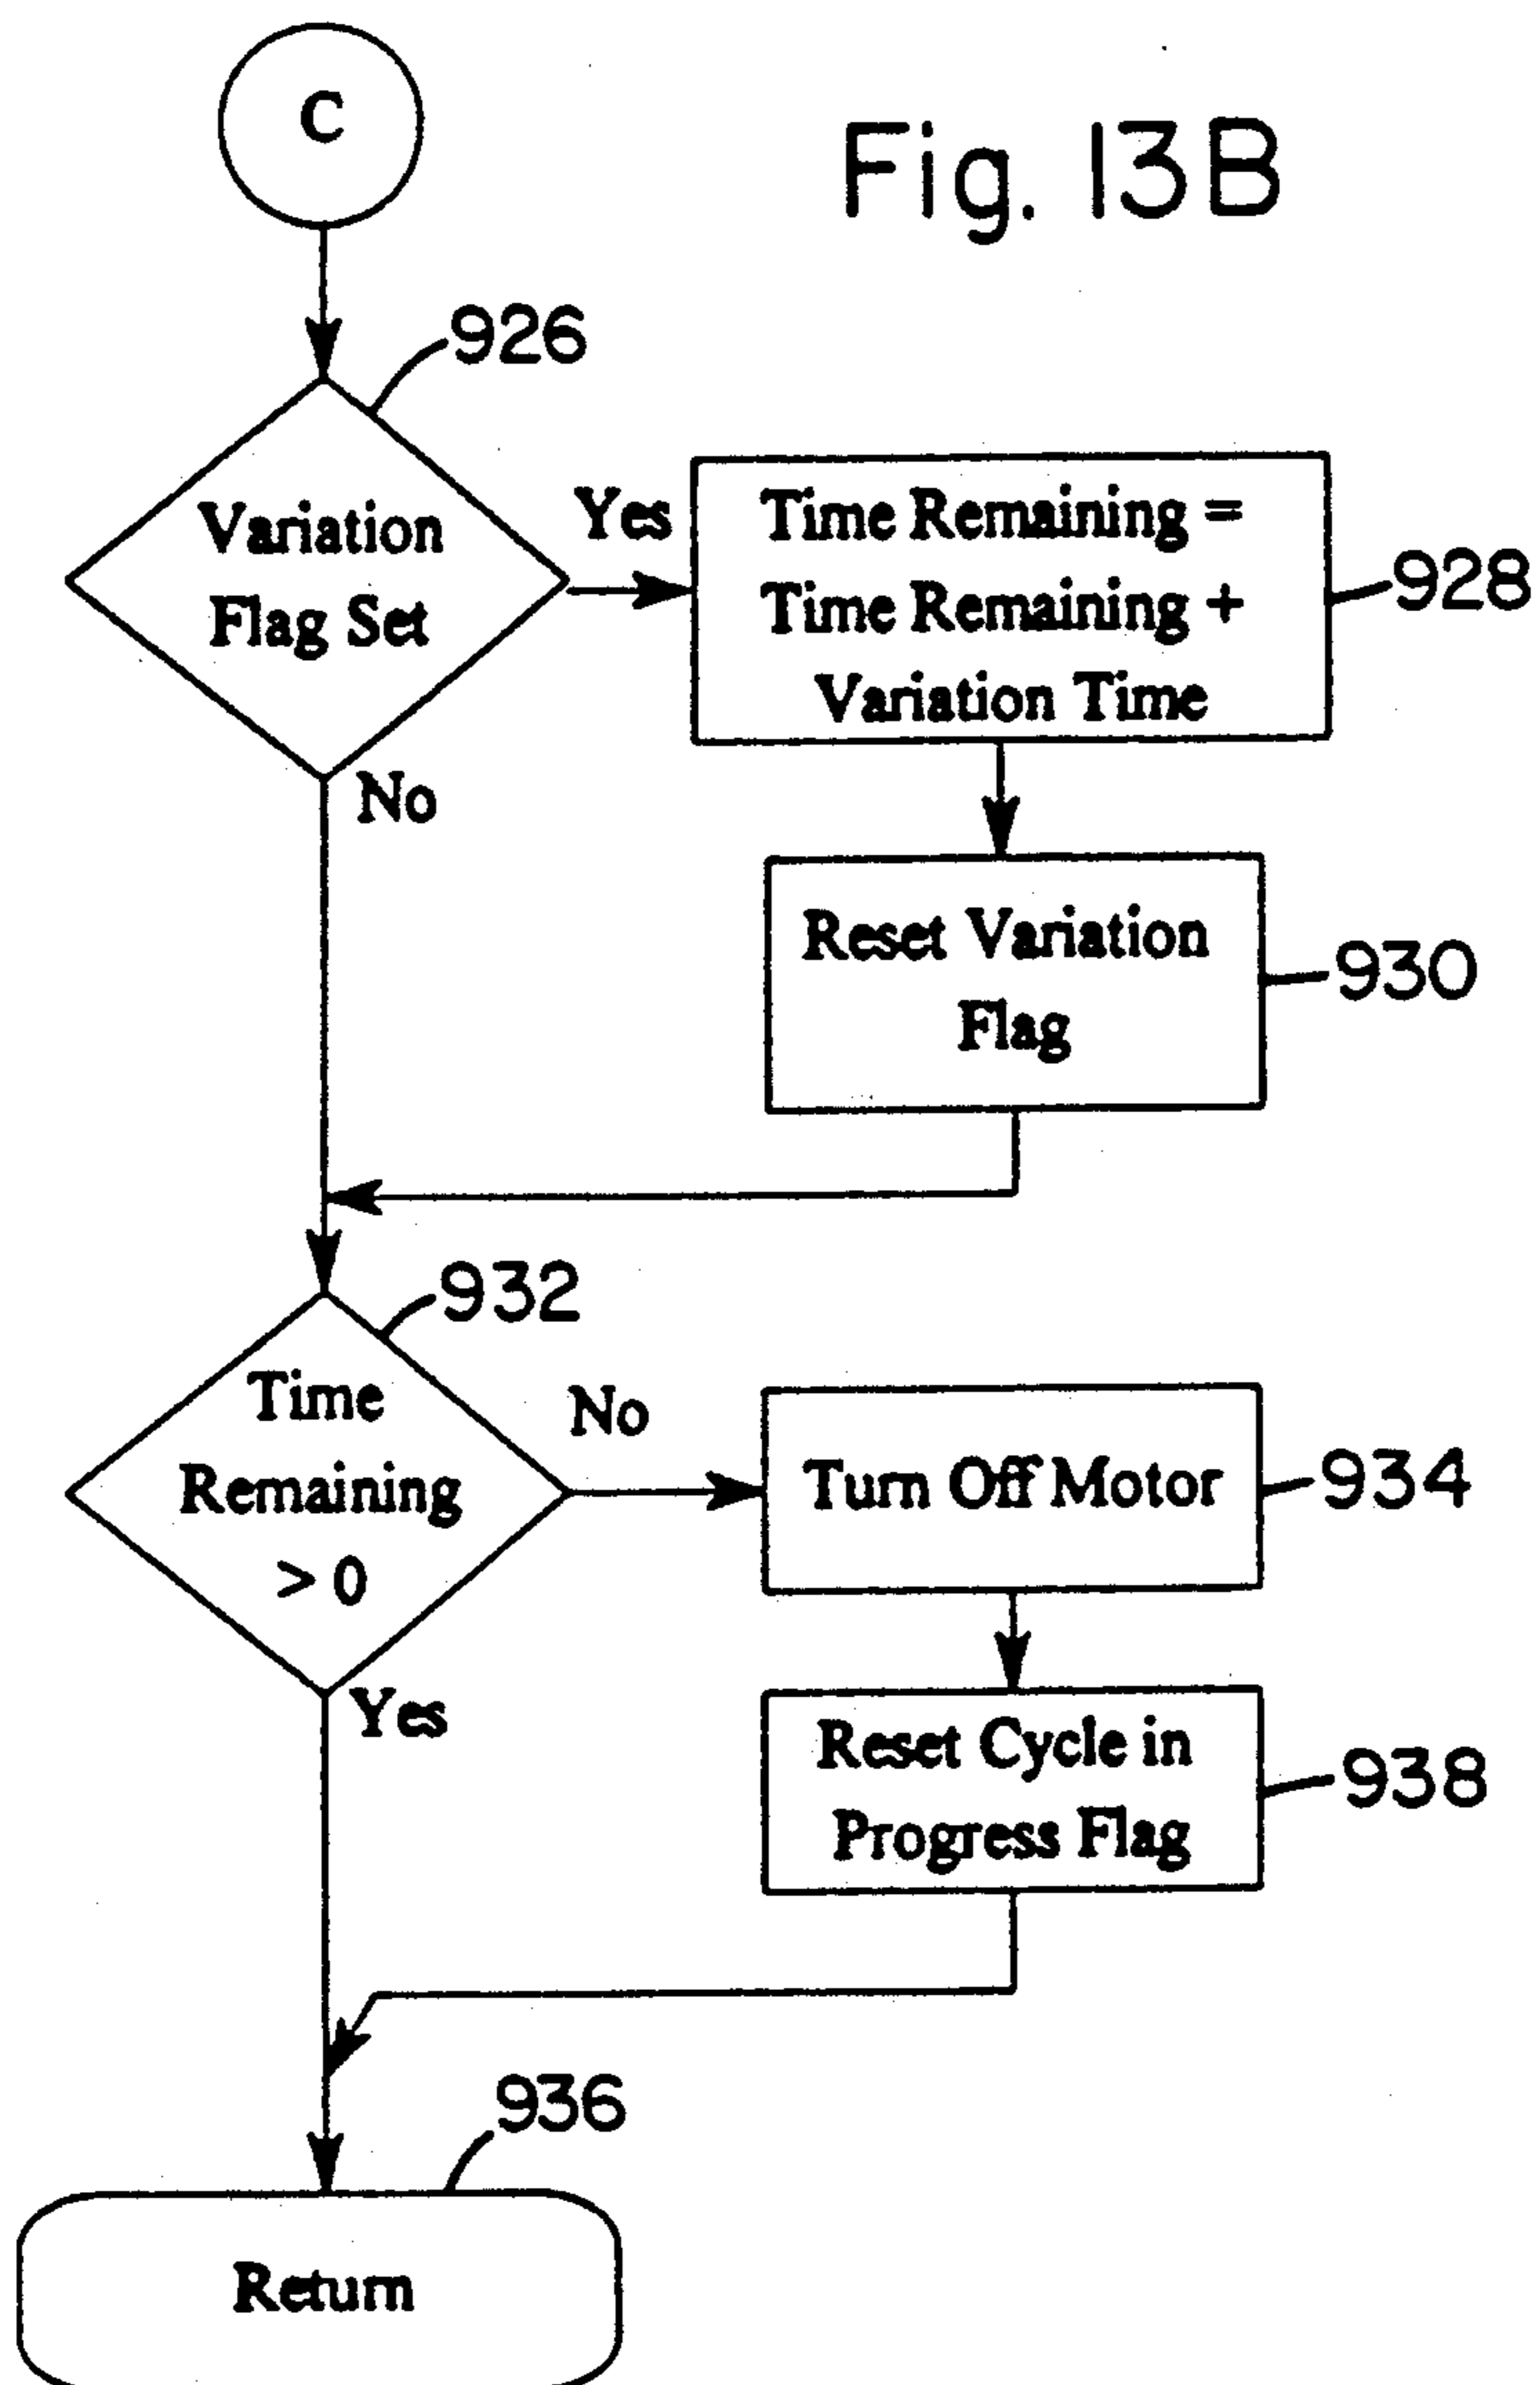 C
Fig. 13B
926
Variation
Flag Set
Yes
Time Remaining =
Time Remaining +
Variation Time
928
No
Reset Variation
Flag
930
932
Time
Remaining
> 0
No
Turn Off Motor
934
Yes
Reset Cycle in
Progress Flag
938
936
Return